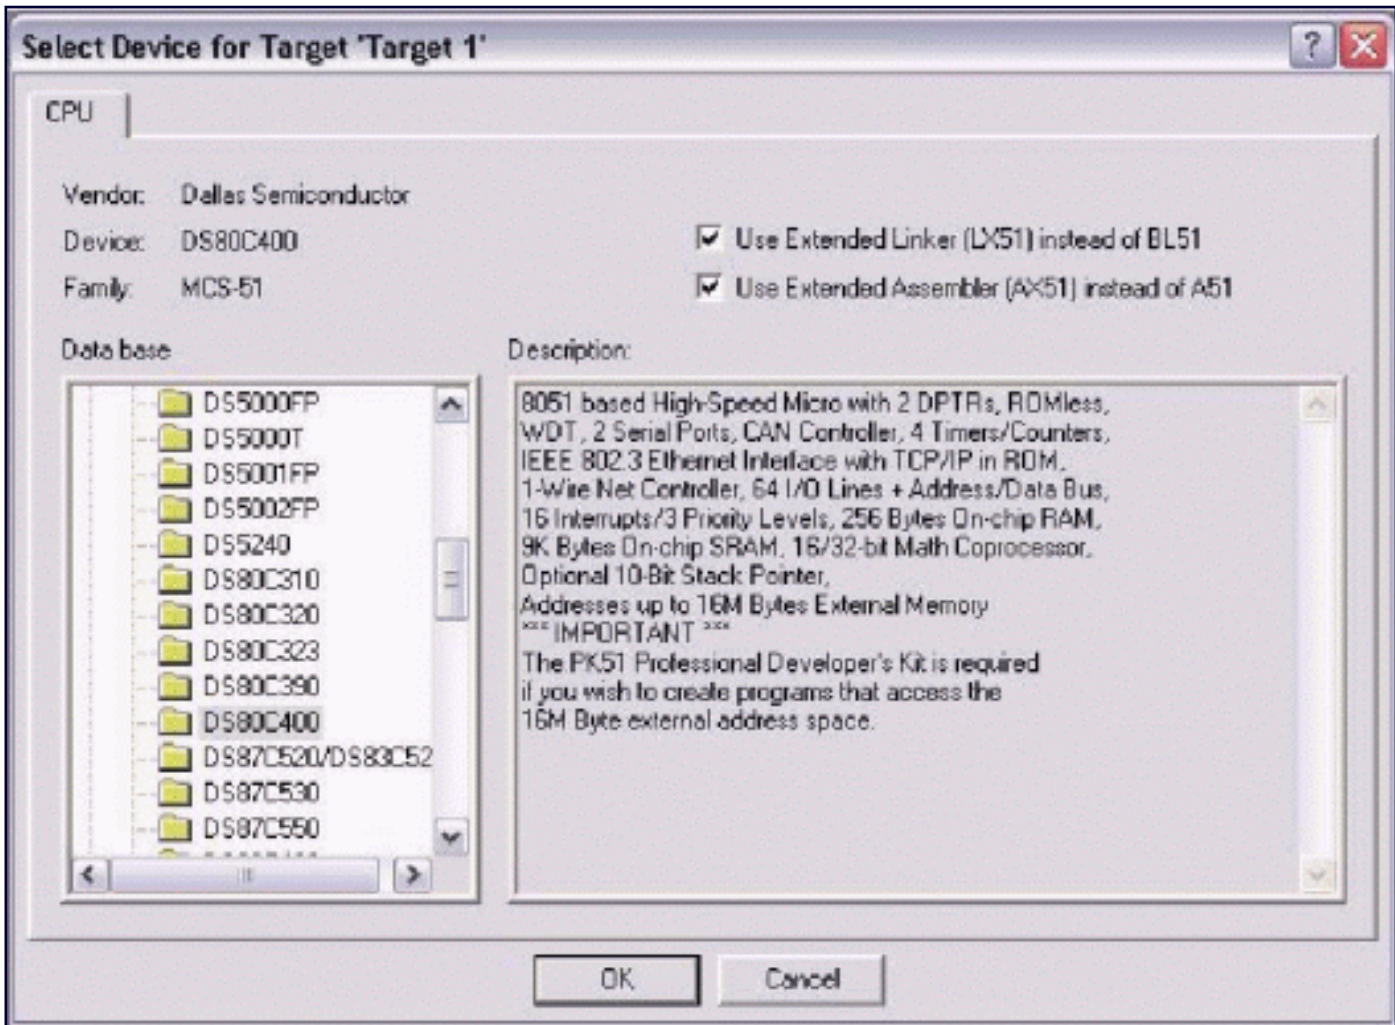 Select Device for Target 'Target 1'
CPU
Vendor: Dallas Semiconductor
Device: DS80C400
Family: MCS-51
Use Extended Linker (LX51) instead of BL51
Use Extended Assembler (AX51) instead of A51
Data base
DS5000FP
DS5000T
DS5001FP
DS5002FP
DS5240
DS80C310
DS80C320
DS80C323
DS80C390
DS80C400
DS87C520/DS83C52
DS87C530
DS87C550
Description:
8051 based High-Speed Micro with 2 DPTRs, ROMless,
WDT, 2 Serial Ports, CAN Controller, 4 Timers/Counters,
IEEE 802.3 Ethernet Interface with TCP/IP in ROM,
1-Wire Net Controller, 64 I/O Lines + Address/Data Bus,
16 Interrupts/3 Priority Levels, 256 Bytes On-chip RAM,
9K Bytes On-chip SRAM, 16/32-bit Math Coprocessor,
Optional 10-Bit Stack Pointer,
Addresses up to 16M Bytes External Memory
*** IMPORTANT ***
The PK51 Professional Developer's Kit is required
if you wish to create programs that access the
16M Byte external address space.
OK
Cancel